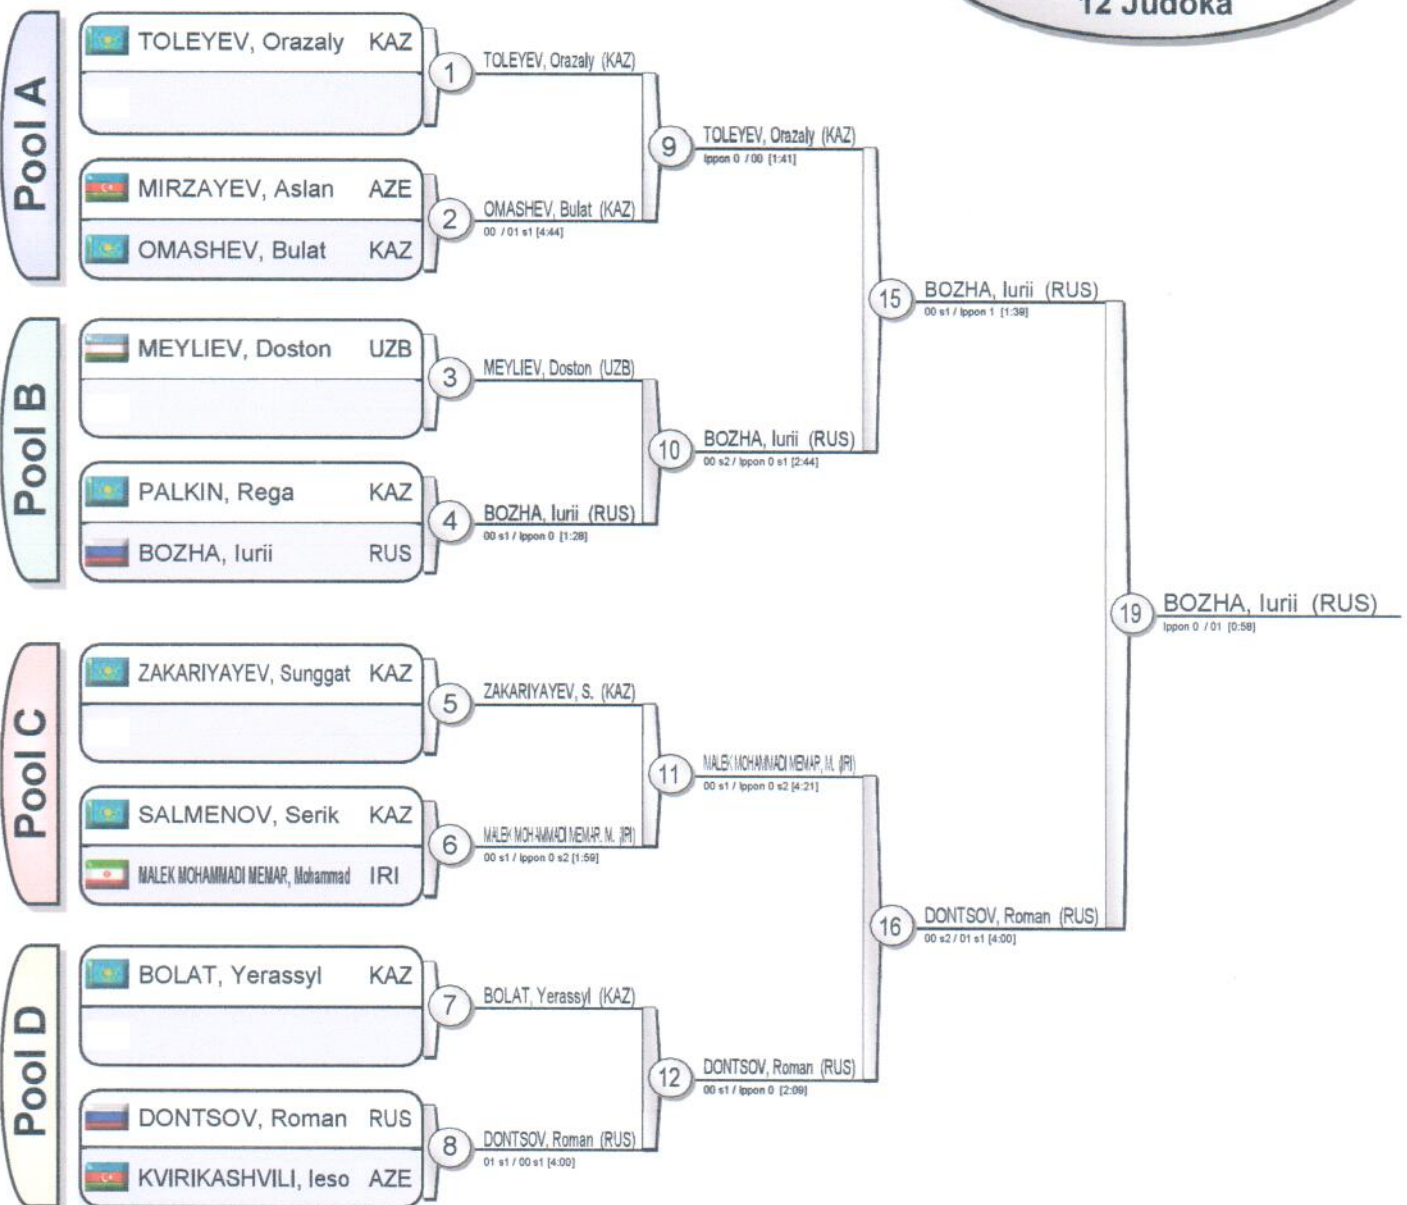 12 Judoka
Pool A
TOLEYEV, Orazaly KAZ
1
TOLEYEV, Orazaly (KAZ)
MIRZAYEV, Aslan AZE
OMASHEV, Bulat KAZ
2
OMASHEV, Bulat (KAZ)
00 / 01 s1 [4:44]
9
TOLEYEV, Orazaly (KAZ)
Ippon 0 / 00 [1:41]
Pool B
MEYLIEV, Doston UZB
3
MEYLIEV, Doston (UZB)
PALKIN, Rega KAZ
BOZHA, Iurii RUS
4
BOZHA, Iurii (RUS)
00 s1 / Ippon 0 [1:28]
10
BOZHA, Iurii (RUS)
00 s2 / Ippon 0 s1 [2:44]
15
BOZHA, Iurii (RUS)
00 s1 / Ippon 1 [1:39]
Pool C
ZAKARIYAYEV, Sunggat KAZ
5
ZAKARIYAYEV, S. (KAZ)
SALMENOV, Serik KAZ
MALEK MOHAMMADI MEMAR, Mohammad IRI
6
MALEK MOHAMMADI MEMAR, M. (IRI)
00 s1 / Ippon 0 s2 [1:59]
11
MALEK MOHAMMADI MEMAR, M. (IRI)
00 s1 / Ippon 0 s2 [4:21]
Pool D
BOLAT, Yerassyl KAZ
7
BOLAT, Yerassyl (KAZ)
DONTSOV, Roman RUS
KVIRIKASHVILI, Ieso AZE
8
DONTSOV, Roman (RUS)
01 s1 / 00 s1 [4:00]
12
DONTSOV, Roman (RUS)
00 s1 / Ippon 0 [2:09]
16
DONTSOV, Roman (RUS)
00 s2 / 01 s1 [4:00]
19
BOZHA, Iurii (RUS)
Ippon 0 / 01 [0:58]